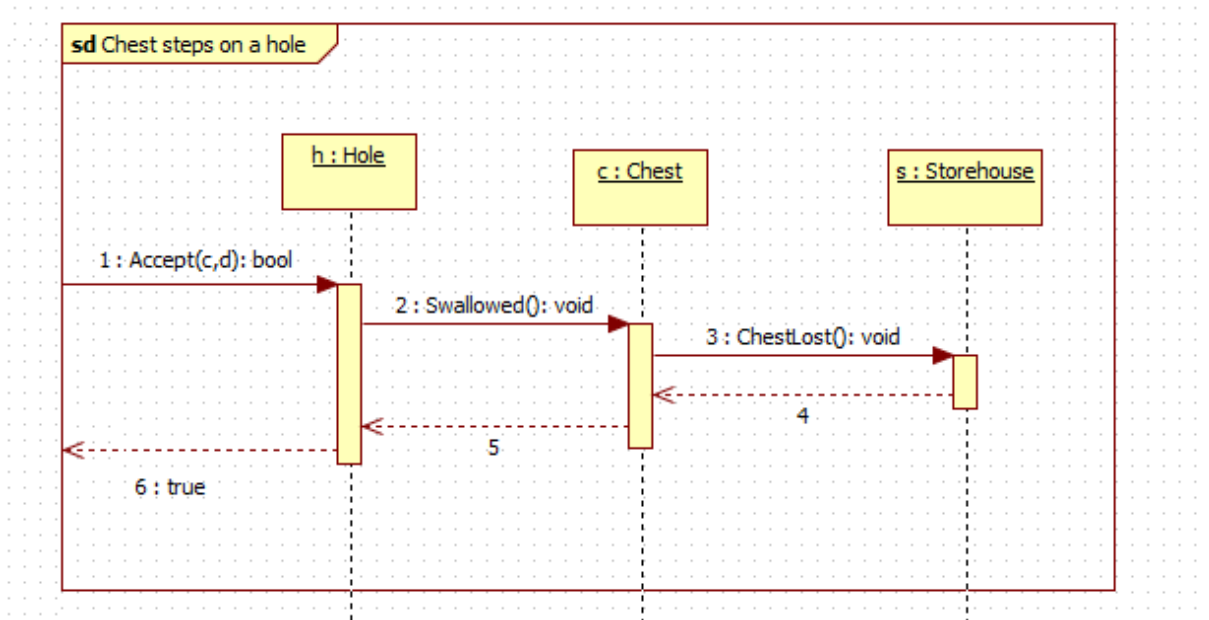 sd Chest steps on a hole
h : Hole
c : Chest
s : Storehouse
1 : Accept(c,d): bool
2 : Swallowed(): void
3 : ChestLost(): void
4
5
6 : true